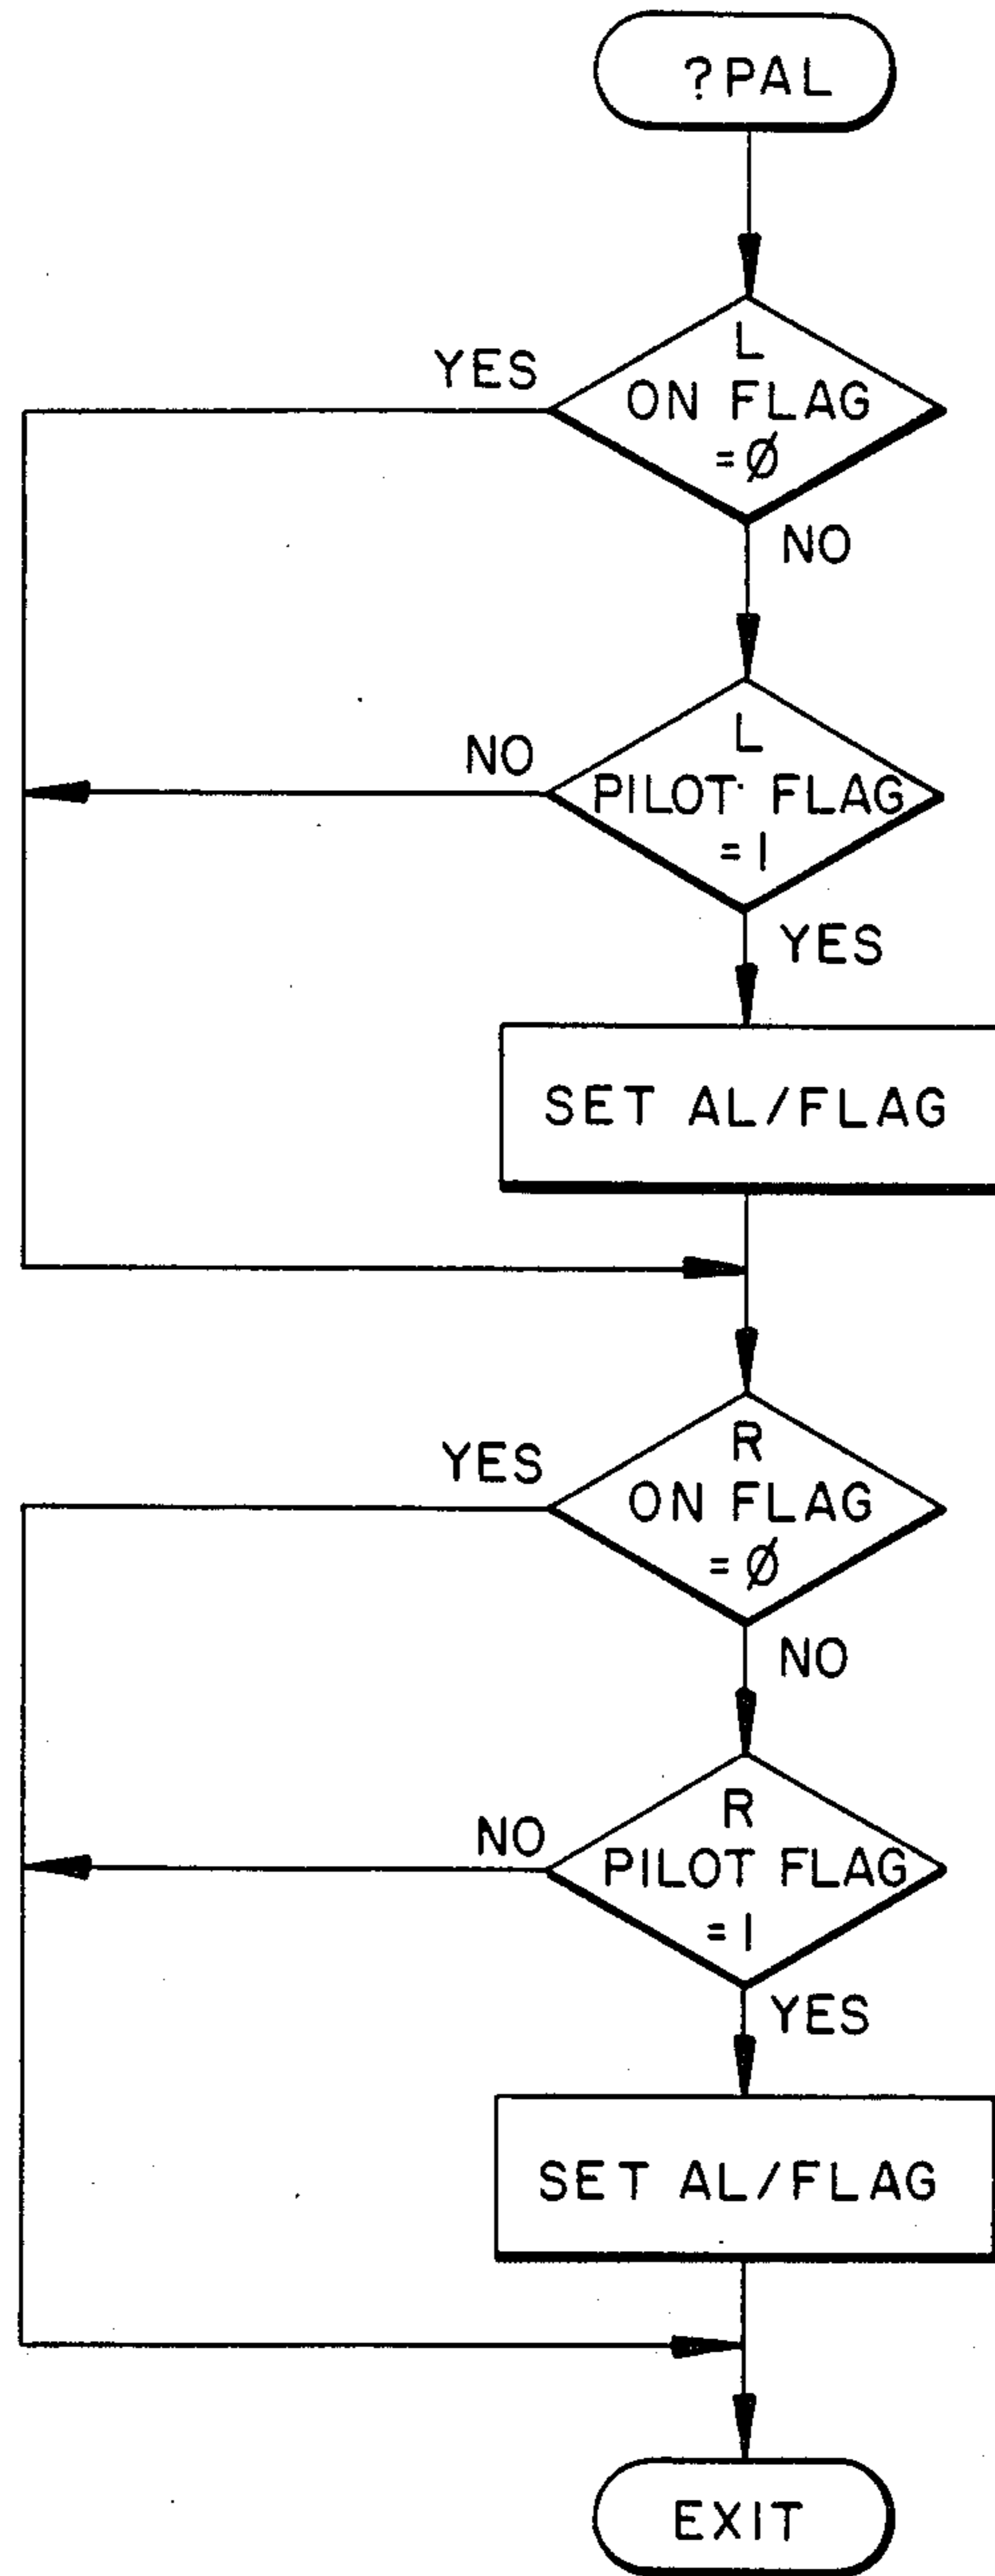 ?PAL
L
ON FLAG
=Ø
YES
NO
L
PILOT FLAG
=1
NO
YES
SET AL/FLAG
R
ON FLAG
=Ø
YES
NO
R
PILOT FLAG
=1
NO
YES
SET AL/FLAG
EXIT